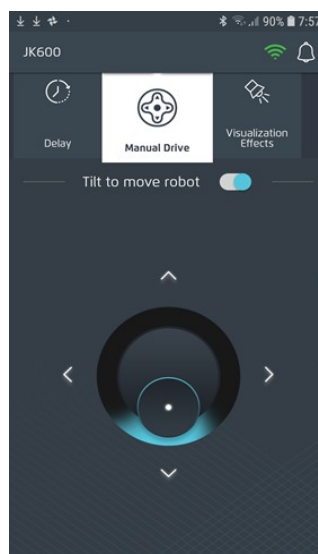 90% 7:57
JK600
Delay
Manual Drive
Visualization
Effects
Tilt to move robot